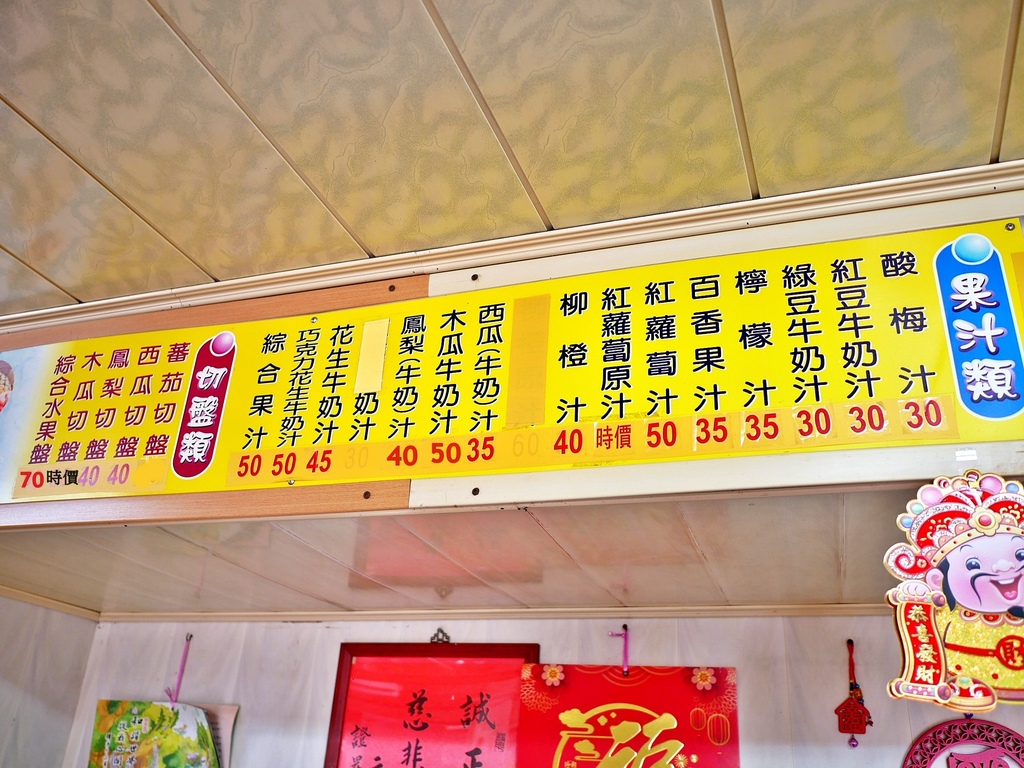 果汁類
酸梅汁 30
紅豆牛奶汁 30
綠豆牛奶汁 30
檸檬汁 35
百香果汁 35
紅蘿蔔汁 50
紅蘿蔔原汁 時價
柳橙汁 40
60
西瓜(牛奶)汁 35
木瓜牛奶汁 50
鳳梨(牛奶)汁 40
奶汁 30
花生牛奶汁 45
巧克力花生牛奶汁 50
綜合果汁 50
切盤類
蕃茄切盤
西瓜切盤 40
鳳梨切盤 40
木瓜切盤 時價
綜合水果盤 70
恭喜發財
財
誠正
慈悲